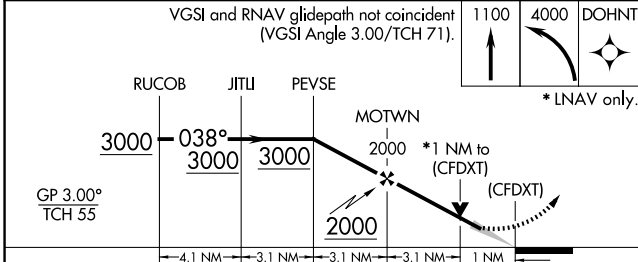 VGSI and RNAV glidepath not coincident
(VGSI Angle 3.00/TCH 71).
1100
4000
DOHNT
* LNAV only.
RUCOB
JITLI
PEVSE
MOTWN
2000
*1 NM to
(CFDXT)
(CFDXT)
3000
038°
3000
3000
2000
GP 3.00°
TCH 55
4.1 NM
3.1 NM
3.1 NM
3.1 NM
1 NM